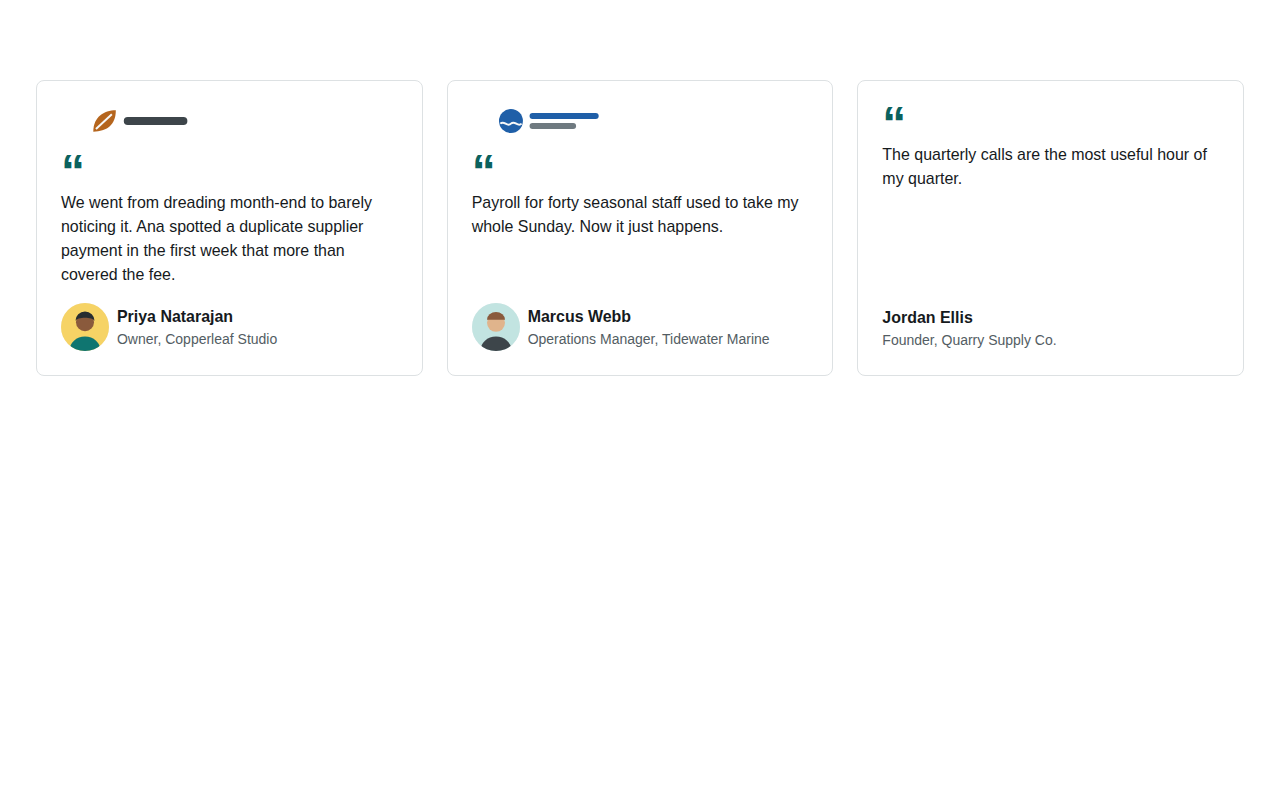 “
We went from dreading month-end to barely
noticing it. Ana spotted a duplicate supplier
payment in the first week that more than
covered the fee.
Priya Natarajan
Owner, Copperleaf Studio
“
Payroll for forty seasonal staff used to take my
whole Sunday. Now it just happens.
Marcus Webb
Operations Manager, Tidewater Marine
“
The quarterly calls are the most useful hour of
my quarter.
Jordan Ellis
Founder, Quarry Supply Co.